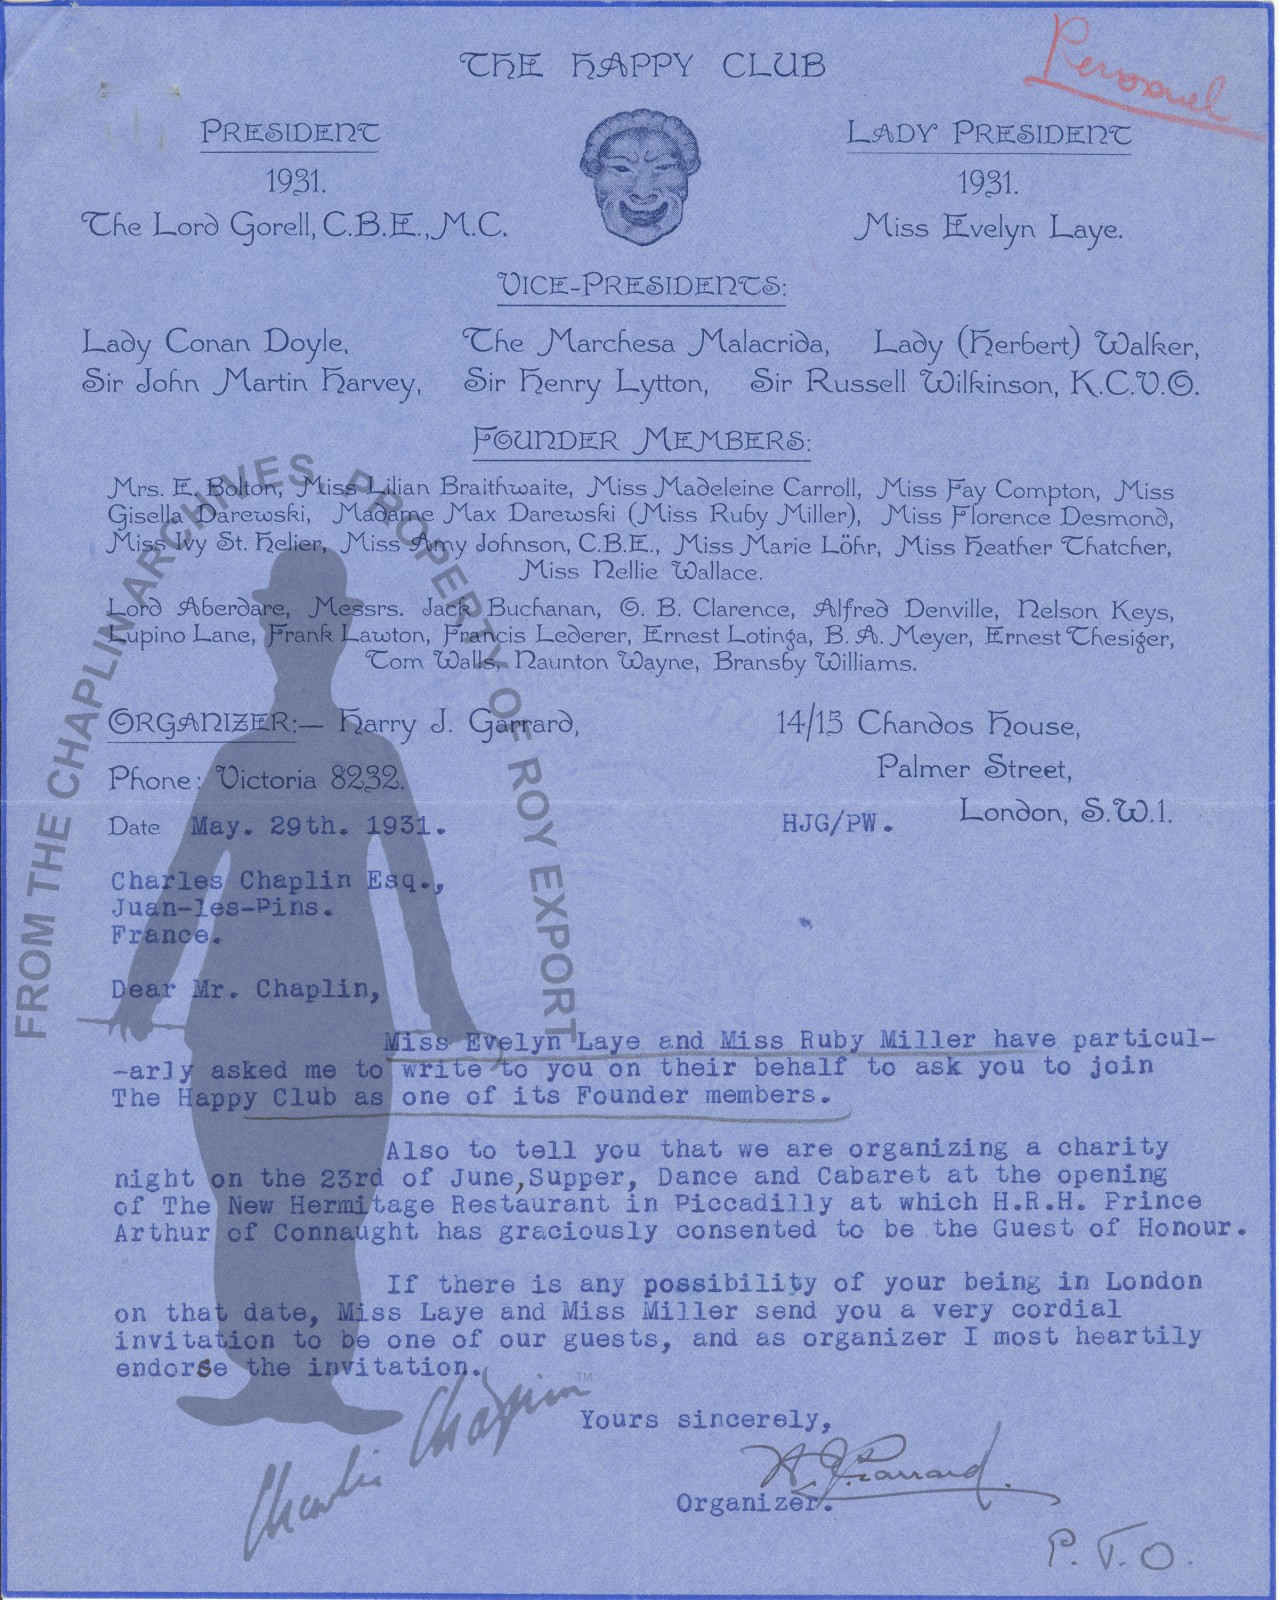 THE HAPPY CLUB
Personel
PRESIDENT
1931.
The Lord Gorell, C.B.E., M.C.
LADY PRESIDENT
1931.
Miss Evelyn Laye.
VICE-PRESIDENTS:
Lady Conan Doyle, The Marchesa Malacrida, Lady (Herbert) Walker,
Sir John Martin Harvey, Sir Henry Lytton, Sir Russell Wilkinson, K.C.V.O.
FOUNDER MEMBERS:
Mrs. E. Bolton, Miss Lilian Braithwaite, Miss Madeleine Carroll, Miss Fay Compton, Miss
Gisella Darewski, Madame Max Darewski (Miss Ruby Miller), Miss Florence Desmond,
Miss Ivy St. Helier, Miss Amy Johnson, C.B.E., Miss Marie Löhr, Miss Heather Thatcher,
Miss Nellie Wallace.
Lord Aberdare, Messrs. Jack Buchanan, O. B. Clarence, Alfred Denville, Nelson Keys,
Lupino Lane, Frank Lawton, Francis Lederer, Ernest Lotinga, B. A. Meyer, Ernest Thesiger,
Tom Walls, Naunton Wayne, Bransby Williams.
ORGANIZER:— Harry J. Garrard,
Phone: Victoria 8232.
14/15 Chandos House,
Palmer Street,
London, S.W.1.
Date May. 29th. 1931.
HJG/PW.
Charles Chaplin Esq.,
Juan-les-Pins.
France.
Dear Mr. Chaplin,
Miss Evelyn Laye and Miss Ruby Miller have particul-
-arly asked me to write to you on their behalf to ask you to join
The Happy Club as one of its Founder members.
Also to tell you that we are organizing a charity
night on the 23rd of June, Supper, Dance and Cabaret at the opening
of The New Hermitage Restaurant in Piccadilly at which H.R.H. Prince
Arthur of Connaught has graciously consented to be the Guest of Honour.
If there is any possibility of your being in London
on that date, Miss Laye and Miss Miller send you a very cordial
invitation to be one of our guests, and as organizer I most heartily
endorse the invitation.
Yours sincerely,
H. J. Garrard.
Organizer.
P. T. O.
FROM THE CHAPLIN ARCHIVES, PROPERTY OF ROY EXPORT
Charlie Chaplin TM